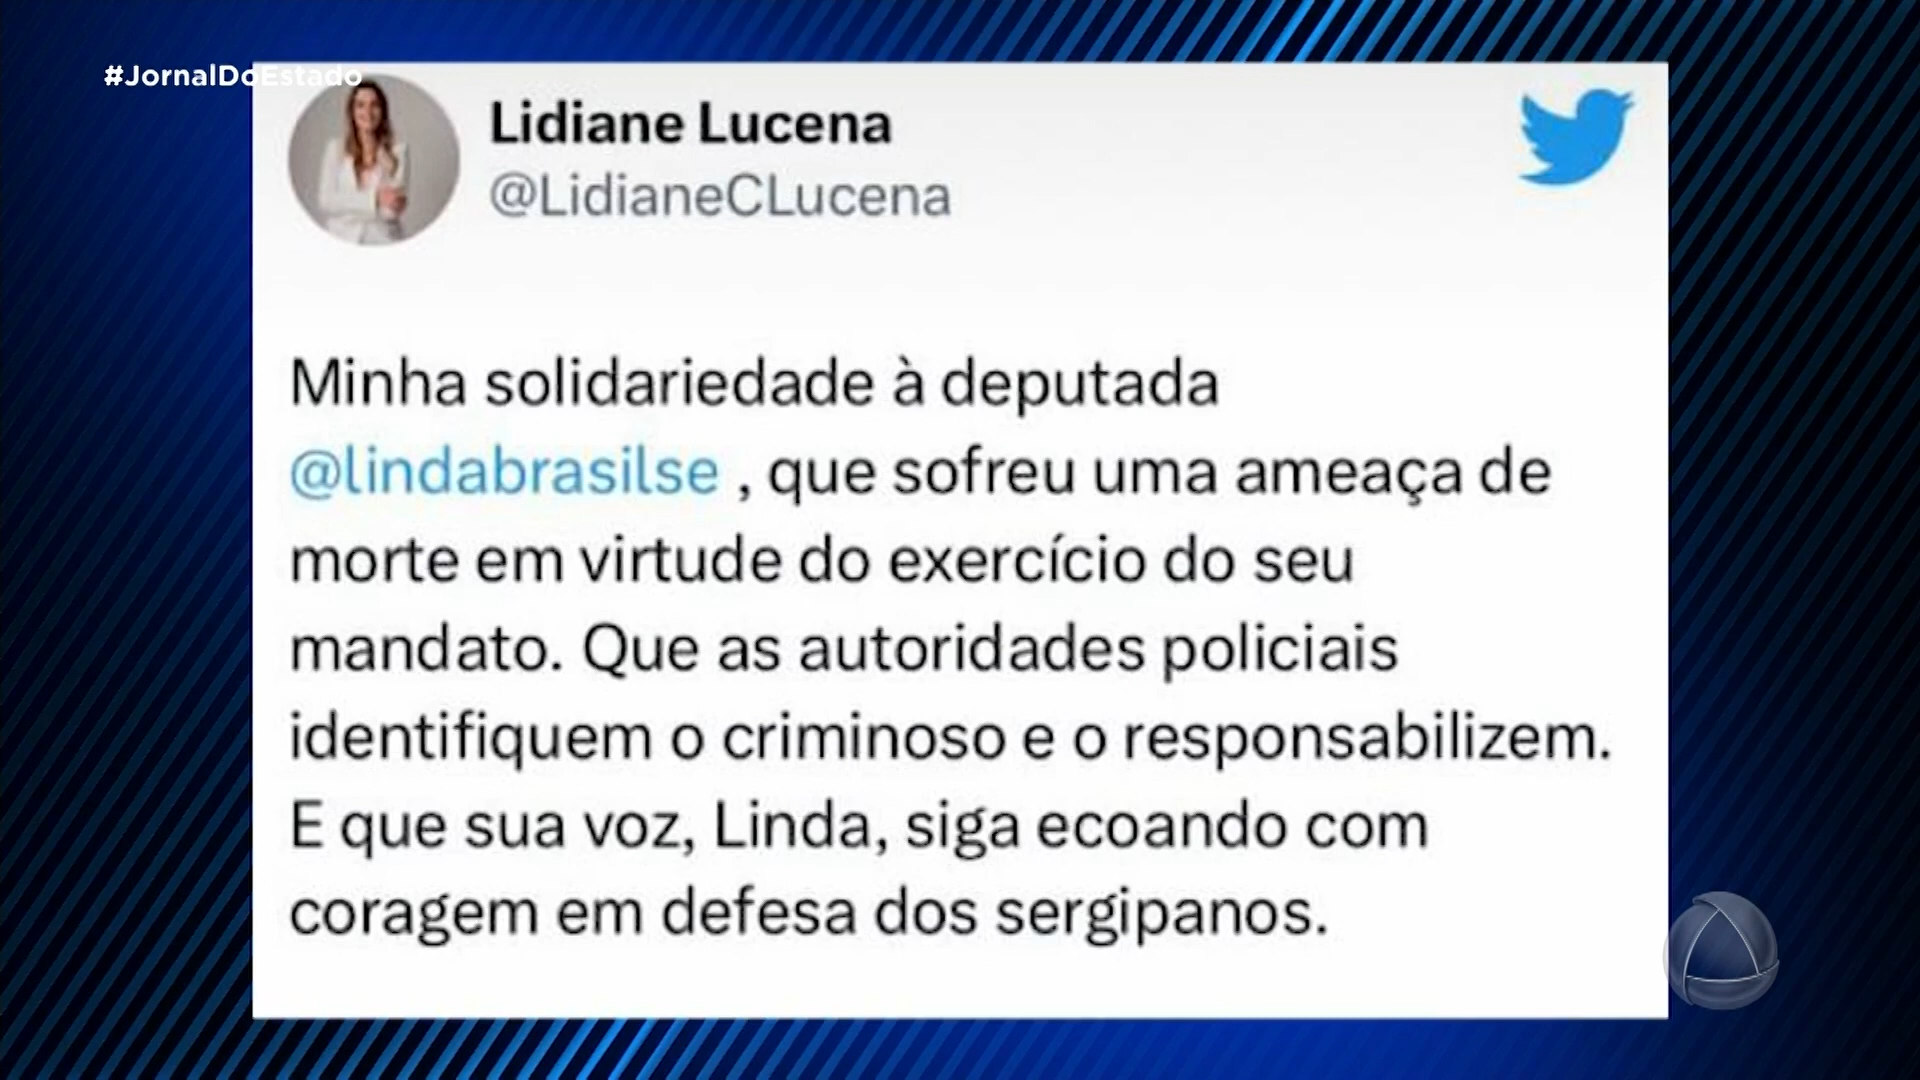 #JornalDoEstado
Lidiane Lucena
@LidianeCLucena
Minha solidariedade à deputada
@lindabrasilse , que sofreu uma ameaça de
morte em virtude do exercício do seu
mandato. Que as autoridades policiais
identifiquem o criminoso e o responsabilizem.
E que sua voz, Linda, siga ecoando com
coragem em defesa dos sergipanos.